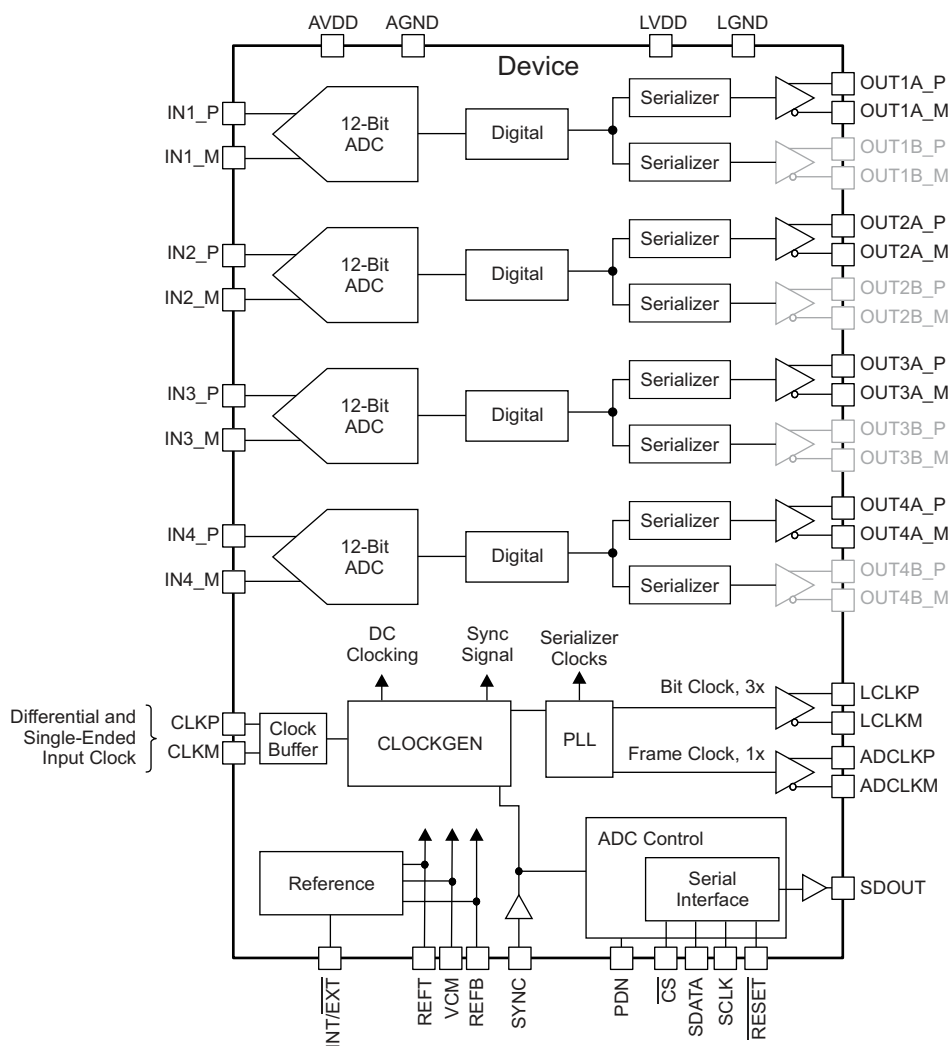 AVDD
AGND
LVDD
LGND
Device
IN1_P
IN1_M
12-Bit
ADC
Digital
Serializer
Serializer
OUT1A_P
OUT1A_M
OUT1B_P
OUT1B_M
IN2_P
IN2_M
12-Bit
ADC
Digital
Serializer
Serializer
OUT2A_P
OUT2A_M
OUT2B_P
OUT2B_M
IN3_P
IN3_M
12-Bit
ADC
Digital
Serializer
Serializer
OUT3A_P
OUT3A_M
OUT3B_P
OUT3B_M
IN4_P
IN4_M
12-Bit
ADC
Digital
Serializer
Serializer
OUT4A_P
OUT4A_M
OUT4B_P
OUT4B_M
DC
Clocking
Sync
Signal
Serializer
Clocks
Differential and
Single-Ended
Input Clock
CLKP
CLKM
Clock
Buffer
CLOCKGEN
PLL
Bit Clock, 3x
Frame Clock, 1x
LCLKP
LCLKM
ADCLKP
ADCLKM
Reference
ADC Control
Serial
Interface
SDOUT
INT/EXT
REFT
VCM
REFB
SYNC
PDN
CS
SDATA
SCLK
RESET